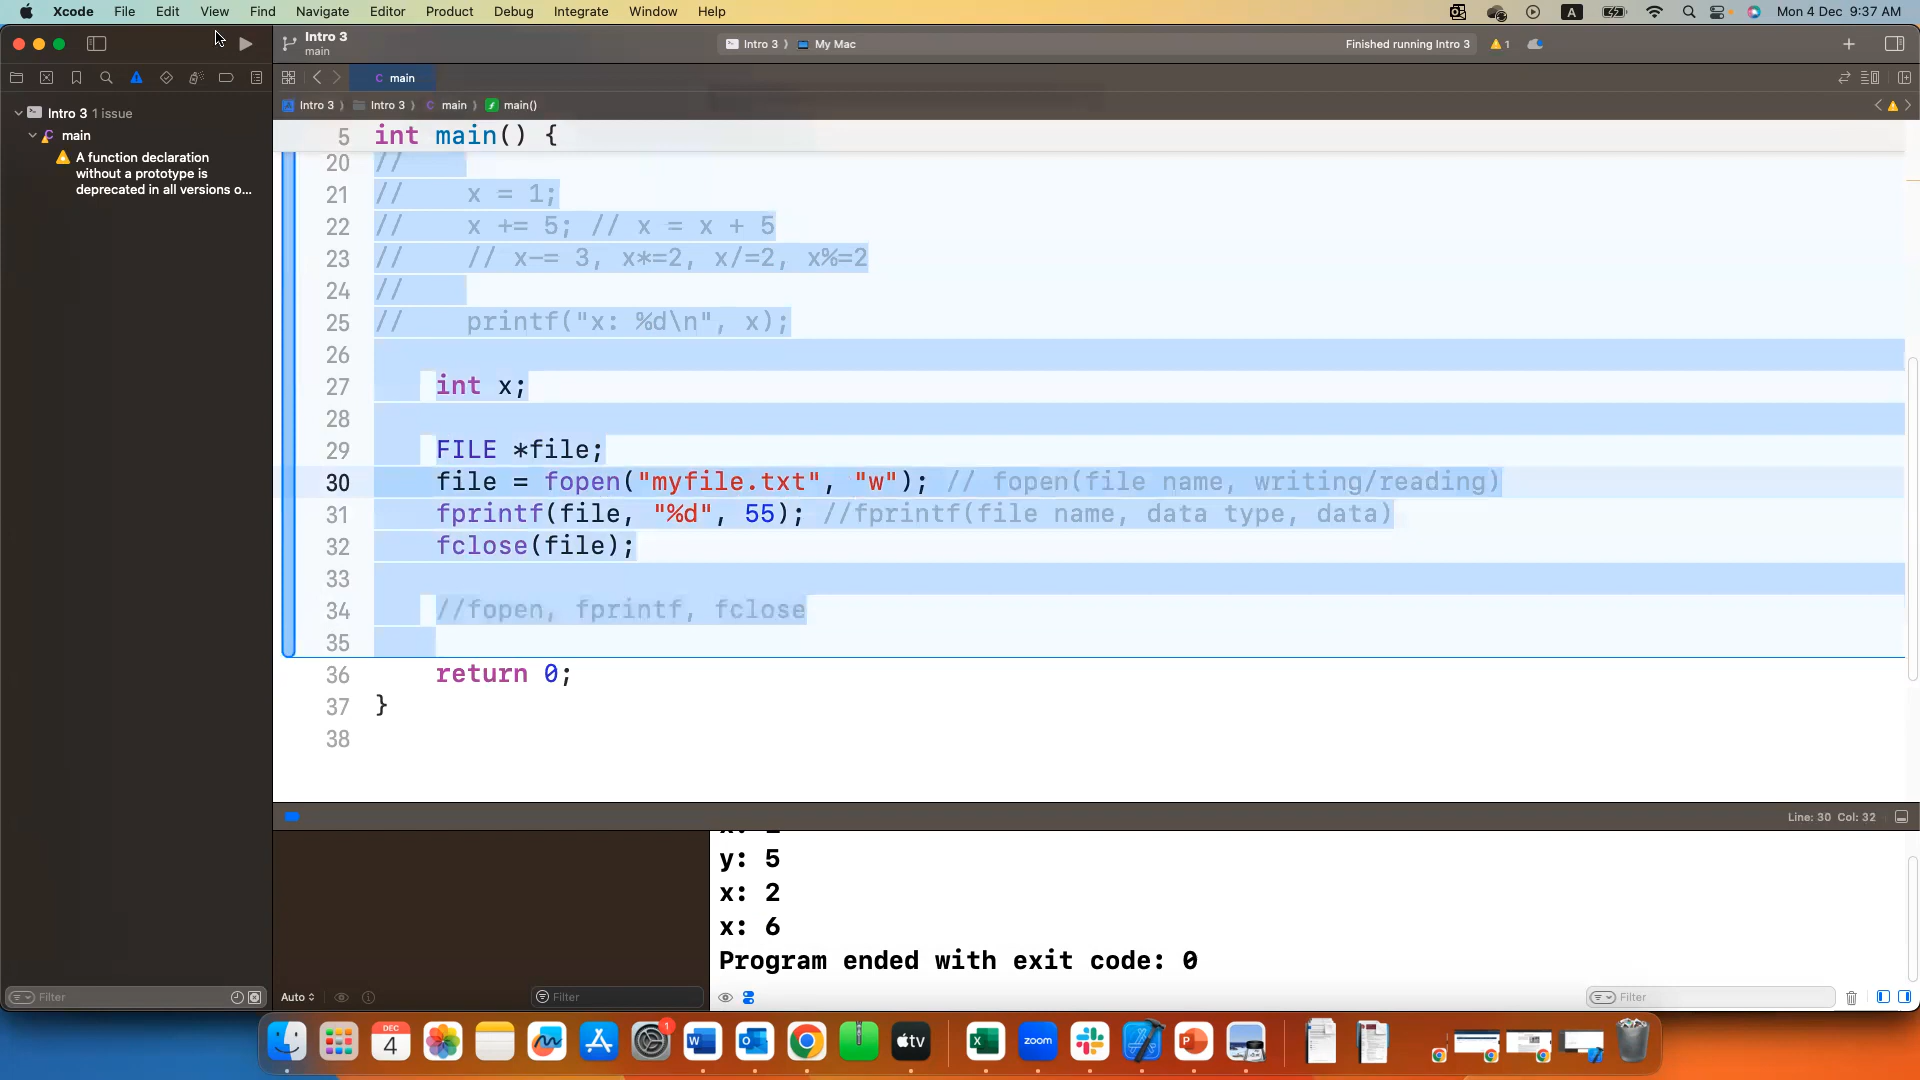 Xcode File Edit View Find Navigate Editor Product Debug Integrate Window Help A Mon 4 Dec 9:37 AM
Intro 3
main
Intro 3 ⟩ My Mac
Finished running Intro 3 1
C main
Intro 3 ⟩ Intro 3 ⟩ C main ⟩ f main()
Intro 3 1 issue
main
A function declaration
without a prototype is
deprecated in all versions o...
5 int main() {
20 //
21 // x = 1;
22 // x += 5; // x = x + 5
23 // // x-= 3, x*=2, x/=2, x%=2
24 //
25 // printf("x: %d\n", x);
26
27 int x;
28
29 FILE *file;
30 file = fopen("myfile.txt", "w"); // fopen(file name, writing/reading)
31 fprintf(file, "%d", 55); //fprintf(file name, data type, data)
32 fclose(file);
33
34 //fopen, fprintf, fclose
35
36 return 0;
37 }
38
Line: 30 Col: 32
y: 5
x: 2
x: 6
Program ended with exit code: 0
Filter
Auto
Filter
Filter
DEC
4
1
W
tv
zoom
P